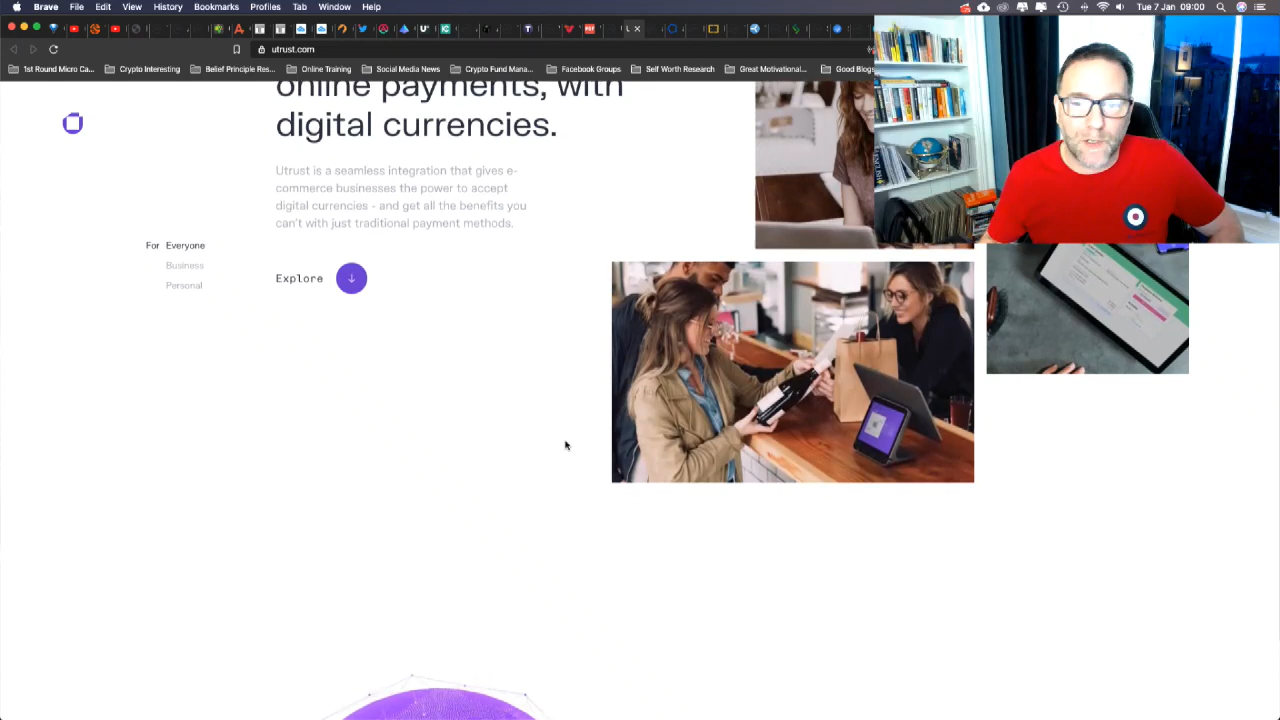 Brave File Edit View History Bookmarks Profiles Tab Window Help
Tue 7 Jan 09:00
utrust.com
1st Round Micro Ca...
Crypto Interesting
Belief Principle Res...
Online Training
Social Media News
Crypto Fund Mana...
Facebook Groups
Self Worth Research
Great Motivational...
Good Blog
online payments, with
digital currencies.
Utrust is a seamless integration that gives e-
commerce businesses the power to accept
digital currencies - and get all the benefits you
can't with just traditional payment methods.
For Everyone
Business
Personal
Explore